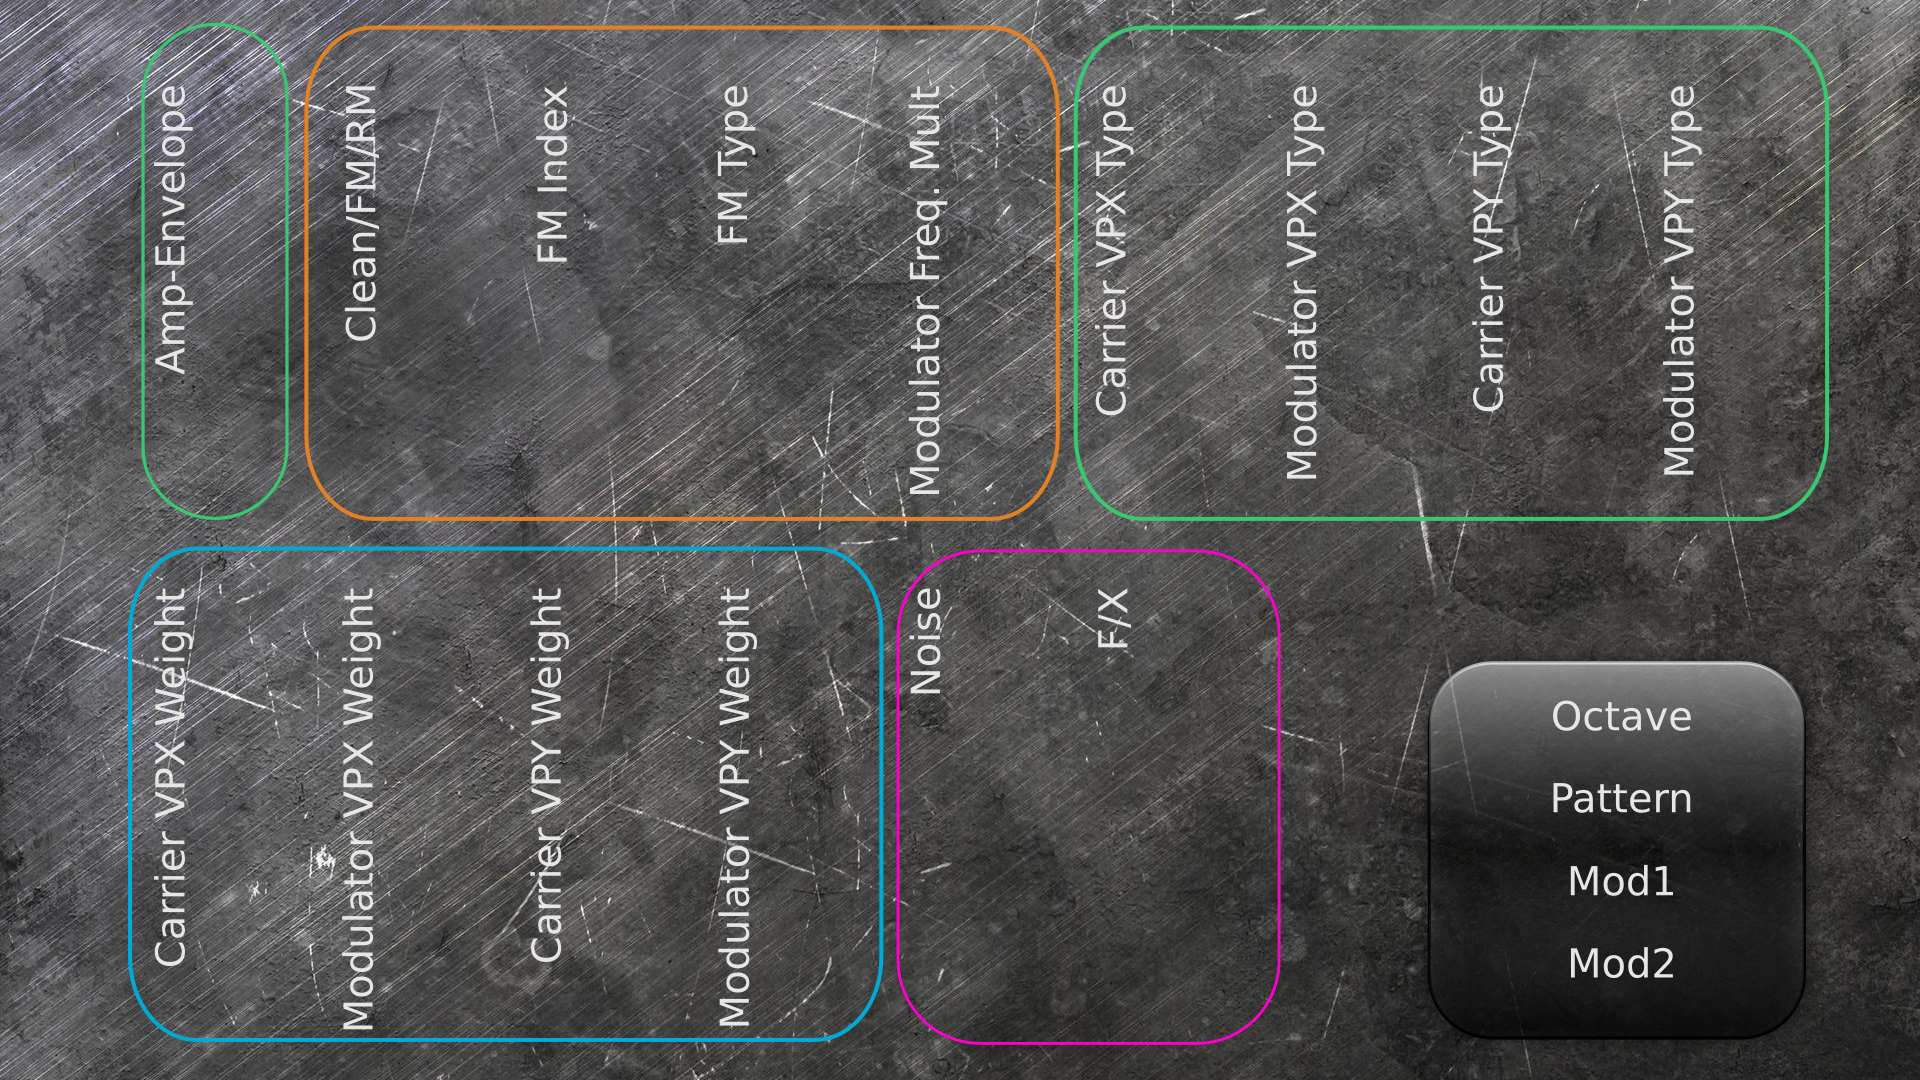 Amp-Envelope
Clean/FM/RM
FM Index
FM Type
Modulator Freq. Mult
Carrier VPX Type
Modulator VPX Type
Carrier VPY Type
Modulator VPY Type
Carrier VPX Weight
Modulator VPX Weight
Carrier VPY Weight
Modulator VPY Weight
Noise
F/X
Octave
Pattern
Mod1
Mod2